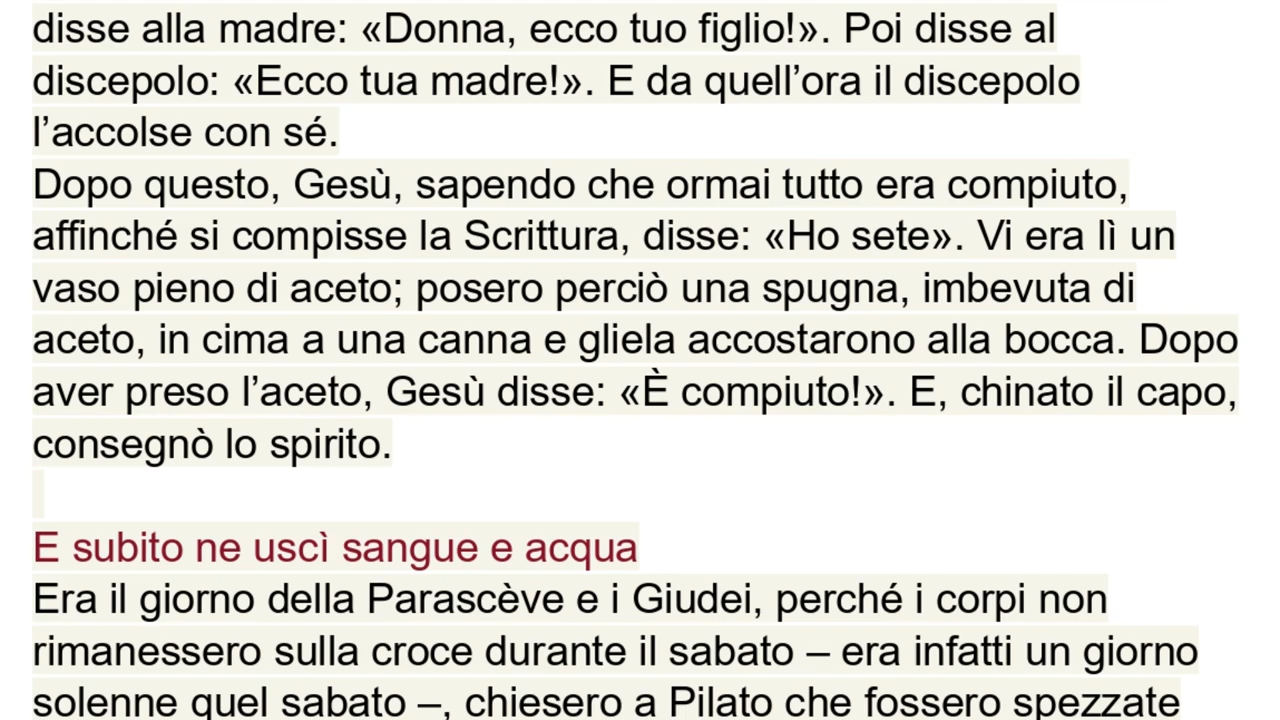 disse alla madre: «Donna, ecco tuo figlio!». Poi disse al
discepolo: «Ecco tua madre!». E da quell’ora il discepolo
l’accolse con sé.
Dopo questo, Gesù, sapendo che ormai tutto era compiuto,
affinché si compisse la Scrittura, disse: «Ho sete». Vi era lì un
vaso pieno di aceto; posero perciò una spugna, imbevuta di
aceto, in cima a una canna e gliela accostarono alla bocca. Dopo
aver preso l’aceto, Gesù disse: «È compiuto!». E, chinato il capo,
consegnò lo spirito.
E subito ne uscì sangue e acqua
Era il giorno della Parascève e i Giudei, perché i corpi non
rimanessero sulla croce durante il sabato – era infatti un giorno
solenne quel sabato –, chiesero a Pilato che fossero spezzate